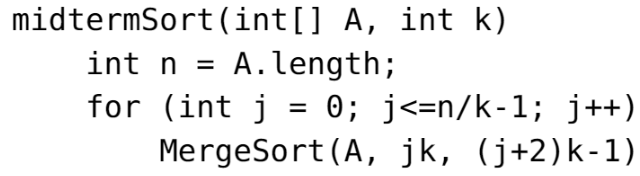 midtermSort(int[] A, int k)
int n = A.length;
for (int j = 0; j<=n/k-1; j++)
MergeSort(A, jk, (j+2)k-1)